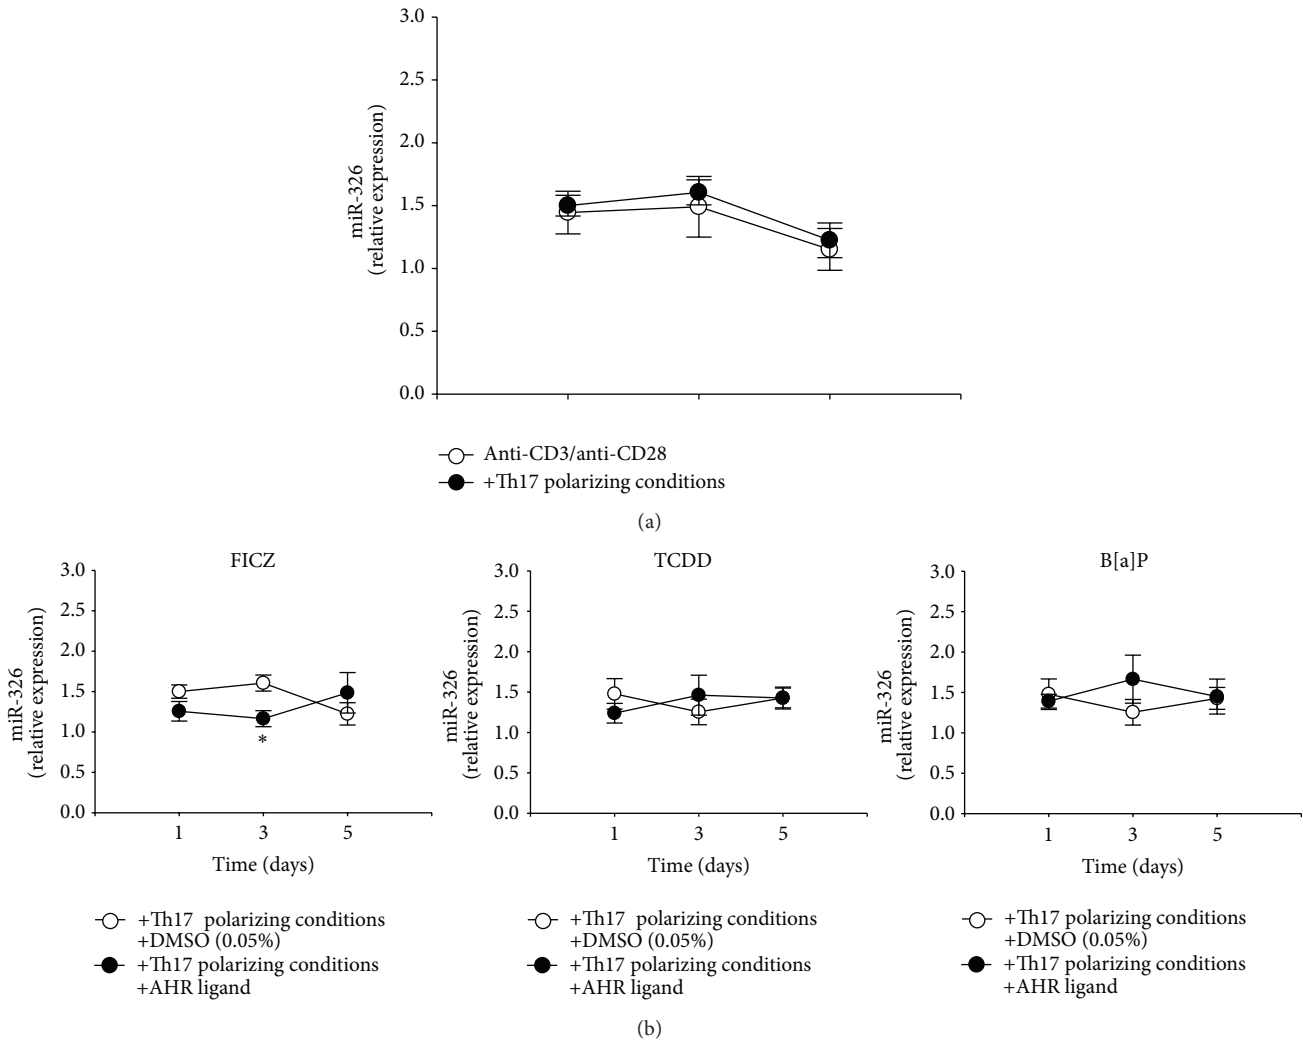 3.0
2.5
2.0
1.5
1.0
0.5
0.0
miR-326
(relative expression)
Anti-CD3/anti-CD28
+Th17 polarizing conditions
(a)
FICZ
3.0
2.5
2.0
1.5
1.0
0.5
0.0
miR-326
(relative expression)
*
1 3 5
Time (days)
+Th17 polarizing conditions
+DMSO (0.05%)
+Th17 polarizing conditions
+AHR ligand
TCDD
3.0
2.5
2.0
1.5
1.0
0.5
0.0
miR-326
(relative expression)
1 3 5
Time (days)
+Th17 polarizing conditions
+DMSO (0.05%)
+Th17 polarizing conditions
+AHR ligand
B[a]P
3.0
2.5
2.0
1.5
1.0
0.5
0.0
miR-326
(relative expression)
1 3 5
Time (days)
+Th17 polarizing conditions
+DMSO (0.05%)
+Th17 polarizing conditions
+AHR ligand
(b)